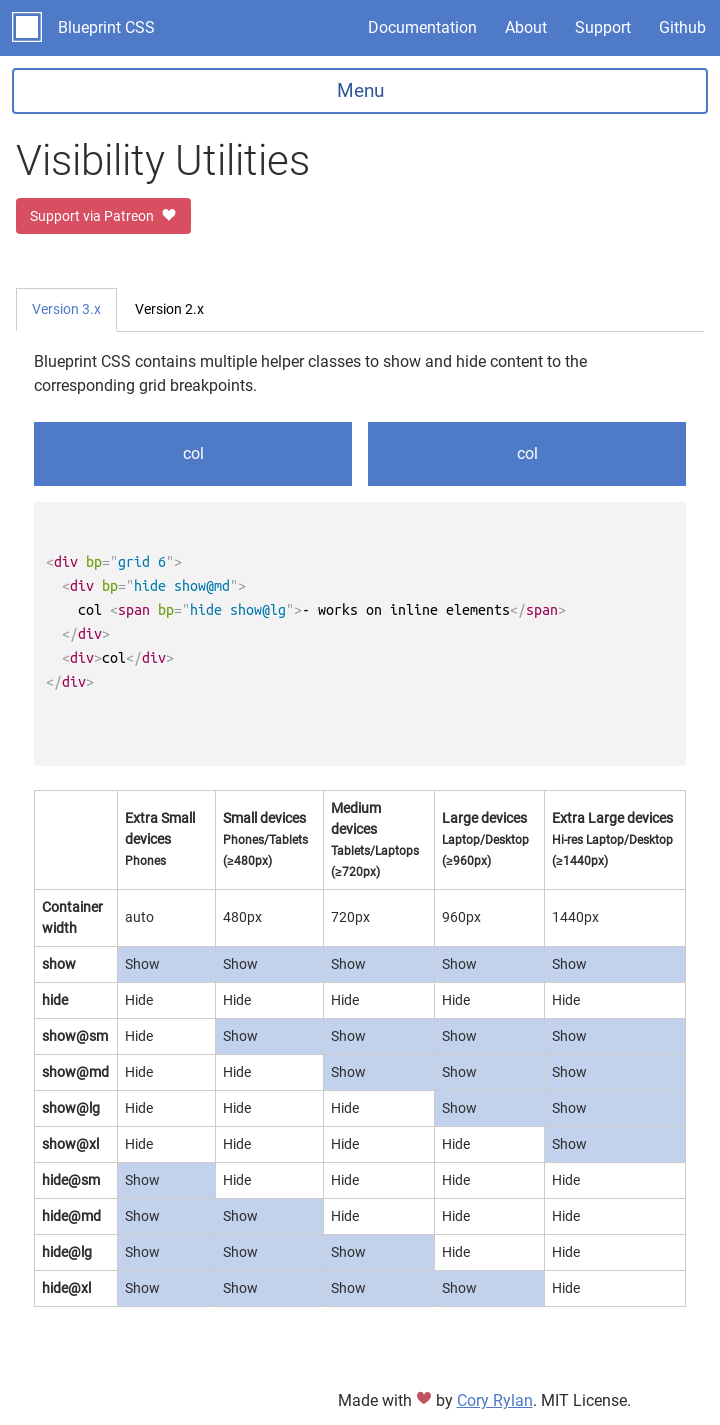 Blueprint CSS Documentation About Support Github
Menu
Visibility Utilities
Support via Patreon
Version 3.x Version 2.x
Blueprint CSS contains multiple helper classes to show and hide content to the
corresponding grid breakpoints.
col col
<div bp="grid 6">
  <div bp="hide show@md">
    col <span bp="hide show@lg">- works on inline elements</span>
  </div>
  <div>col</div>
</div>
Extra Small devices Phones Small devices Phones/Tablets (≥480px) Medium devices Tablets/Laptops (≥720px) Large devices Laptop/Desktop (≥960px) Extra Large devices Hi-res Laptop/Desktop (≥1440px)
Container width auto 480px 720px 960px 1440px
show Show Show Show Show Show
hide Hide Hide Hide Hide Hide
show@sm Hide Show Show Show Show
show@md Hide Hide Show Show Show
show@lg Hide Hide Hide Show Show
show@xl Hide Hide Hide Hide Show
hide@sm Show Hide Hide Hide Hide
hide@md Show Show Hide Hide Hide
hide@lg Show Show Show Hide Hide
hide@xl Show Show Show Show Hide
Made with ♥ by Cory Rylan. MIT License.